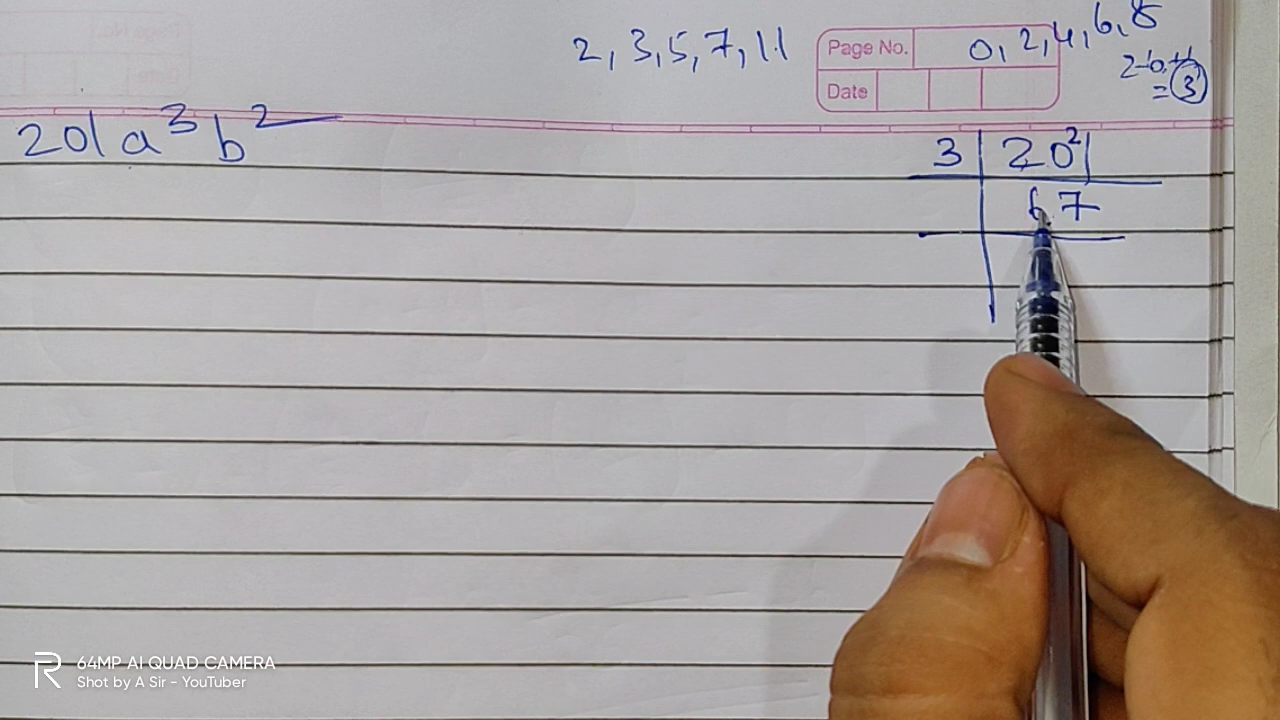 2, 3, 5, 7, 11
0, 2, 4, 6, 8
Page No.
Date
2+0+1
= 3
201 a³ b²
3 | 20²1
67
64MP AI QUAD CAMERA
Shot by A Sir - YouTuber